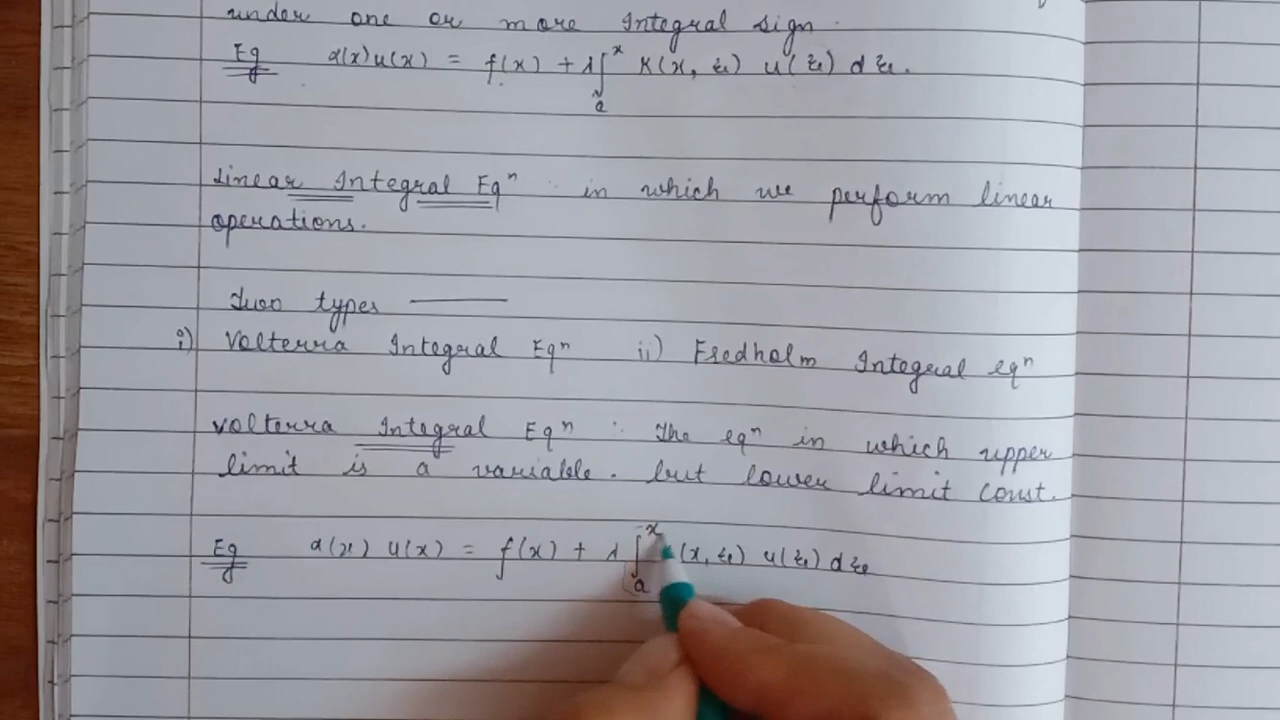 under one or more Integral sign.
Eg α(x)u(x) = f(x) + λ∫ₐˣ K(x, ξ) u(ξ) dξ.
Linear Integral Eqⁿ : in which we perform linear
operations.
Two types —
i) Volterra Integral Eqⁿ ii) Fredholm Integral eqⁿ
Volterra Integral Eqⁿ : The eqⁿ in which upper
limit is a variable. but lower limit const.
Eg α(x) u(x) = f(x) + λ ∫ₐˣ (x, ξ) u(ξ) dξ